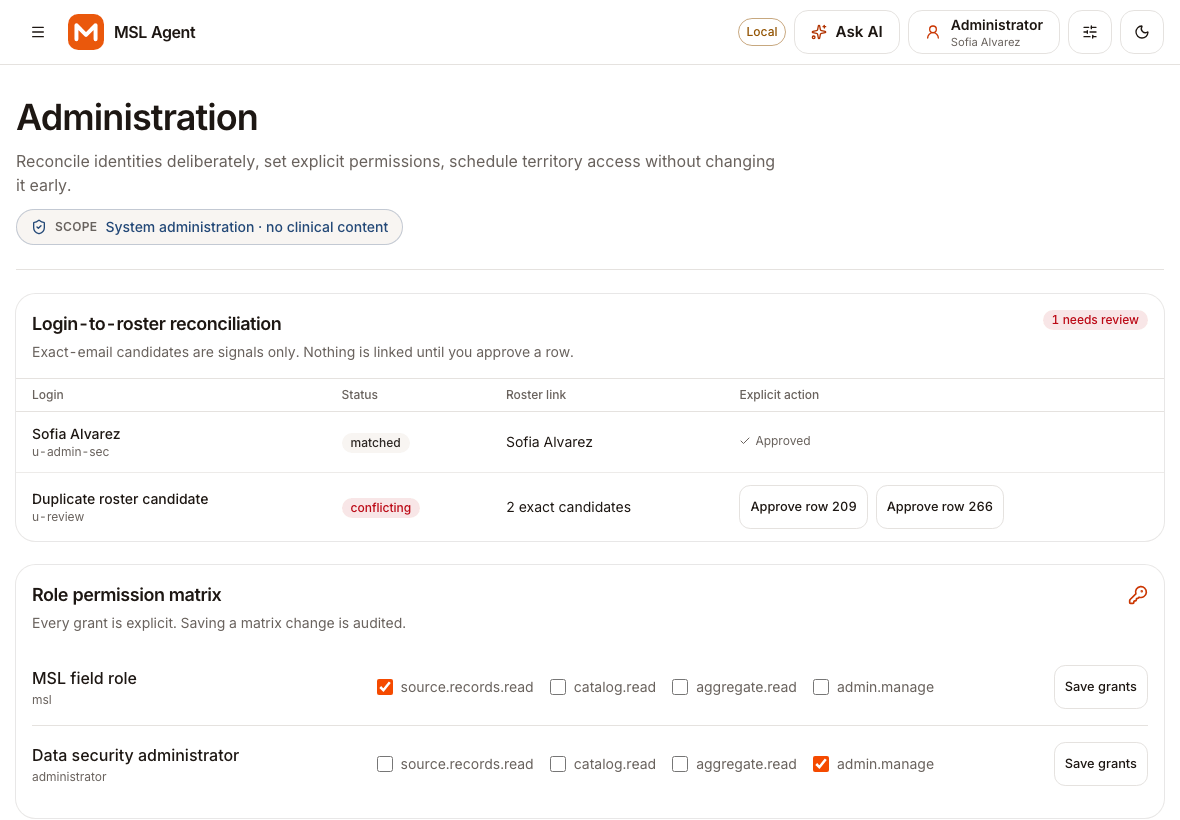 MSL Agent
Local
Ask AI
Administrator
Sofia Alvarez
Administration
Reconcile identities deliberately, set explicit permissions, schedule territory access without changing
it early.
SCOPE System administration · no clinical content
Login-to-roster reconciliation
1 needs review
Exact-email candidates are signals only. Nothing is linked until you approve a row.
Login Status Roster link Explicit action
Sofia Alvarez
u-admin-sec
matched
Sofia Alvarez
Approved
Duplicate roster candidate
u-review
conflicting
2 exact candidates
Approve row 209
Approve row 266
Role permission matrix
Every grant is explicit. Saving a matrix change is audited.
MSL field role
msl
source.records.read catalog.read aggregate.read admin.manage
Save grants
Data security administrator
administrator
source.records.read catalog.read aggregate.read admin.manage
Save grants